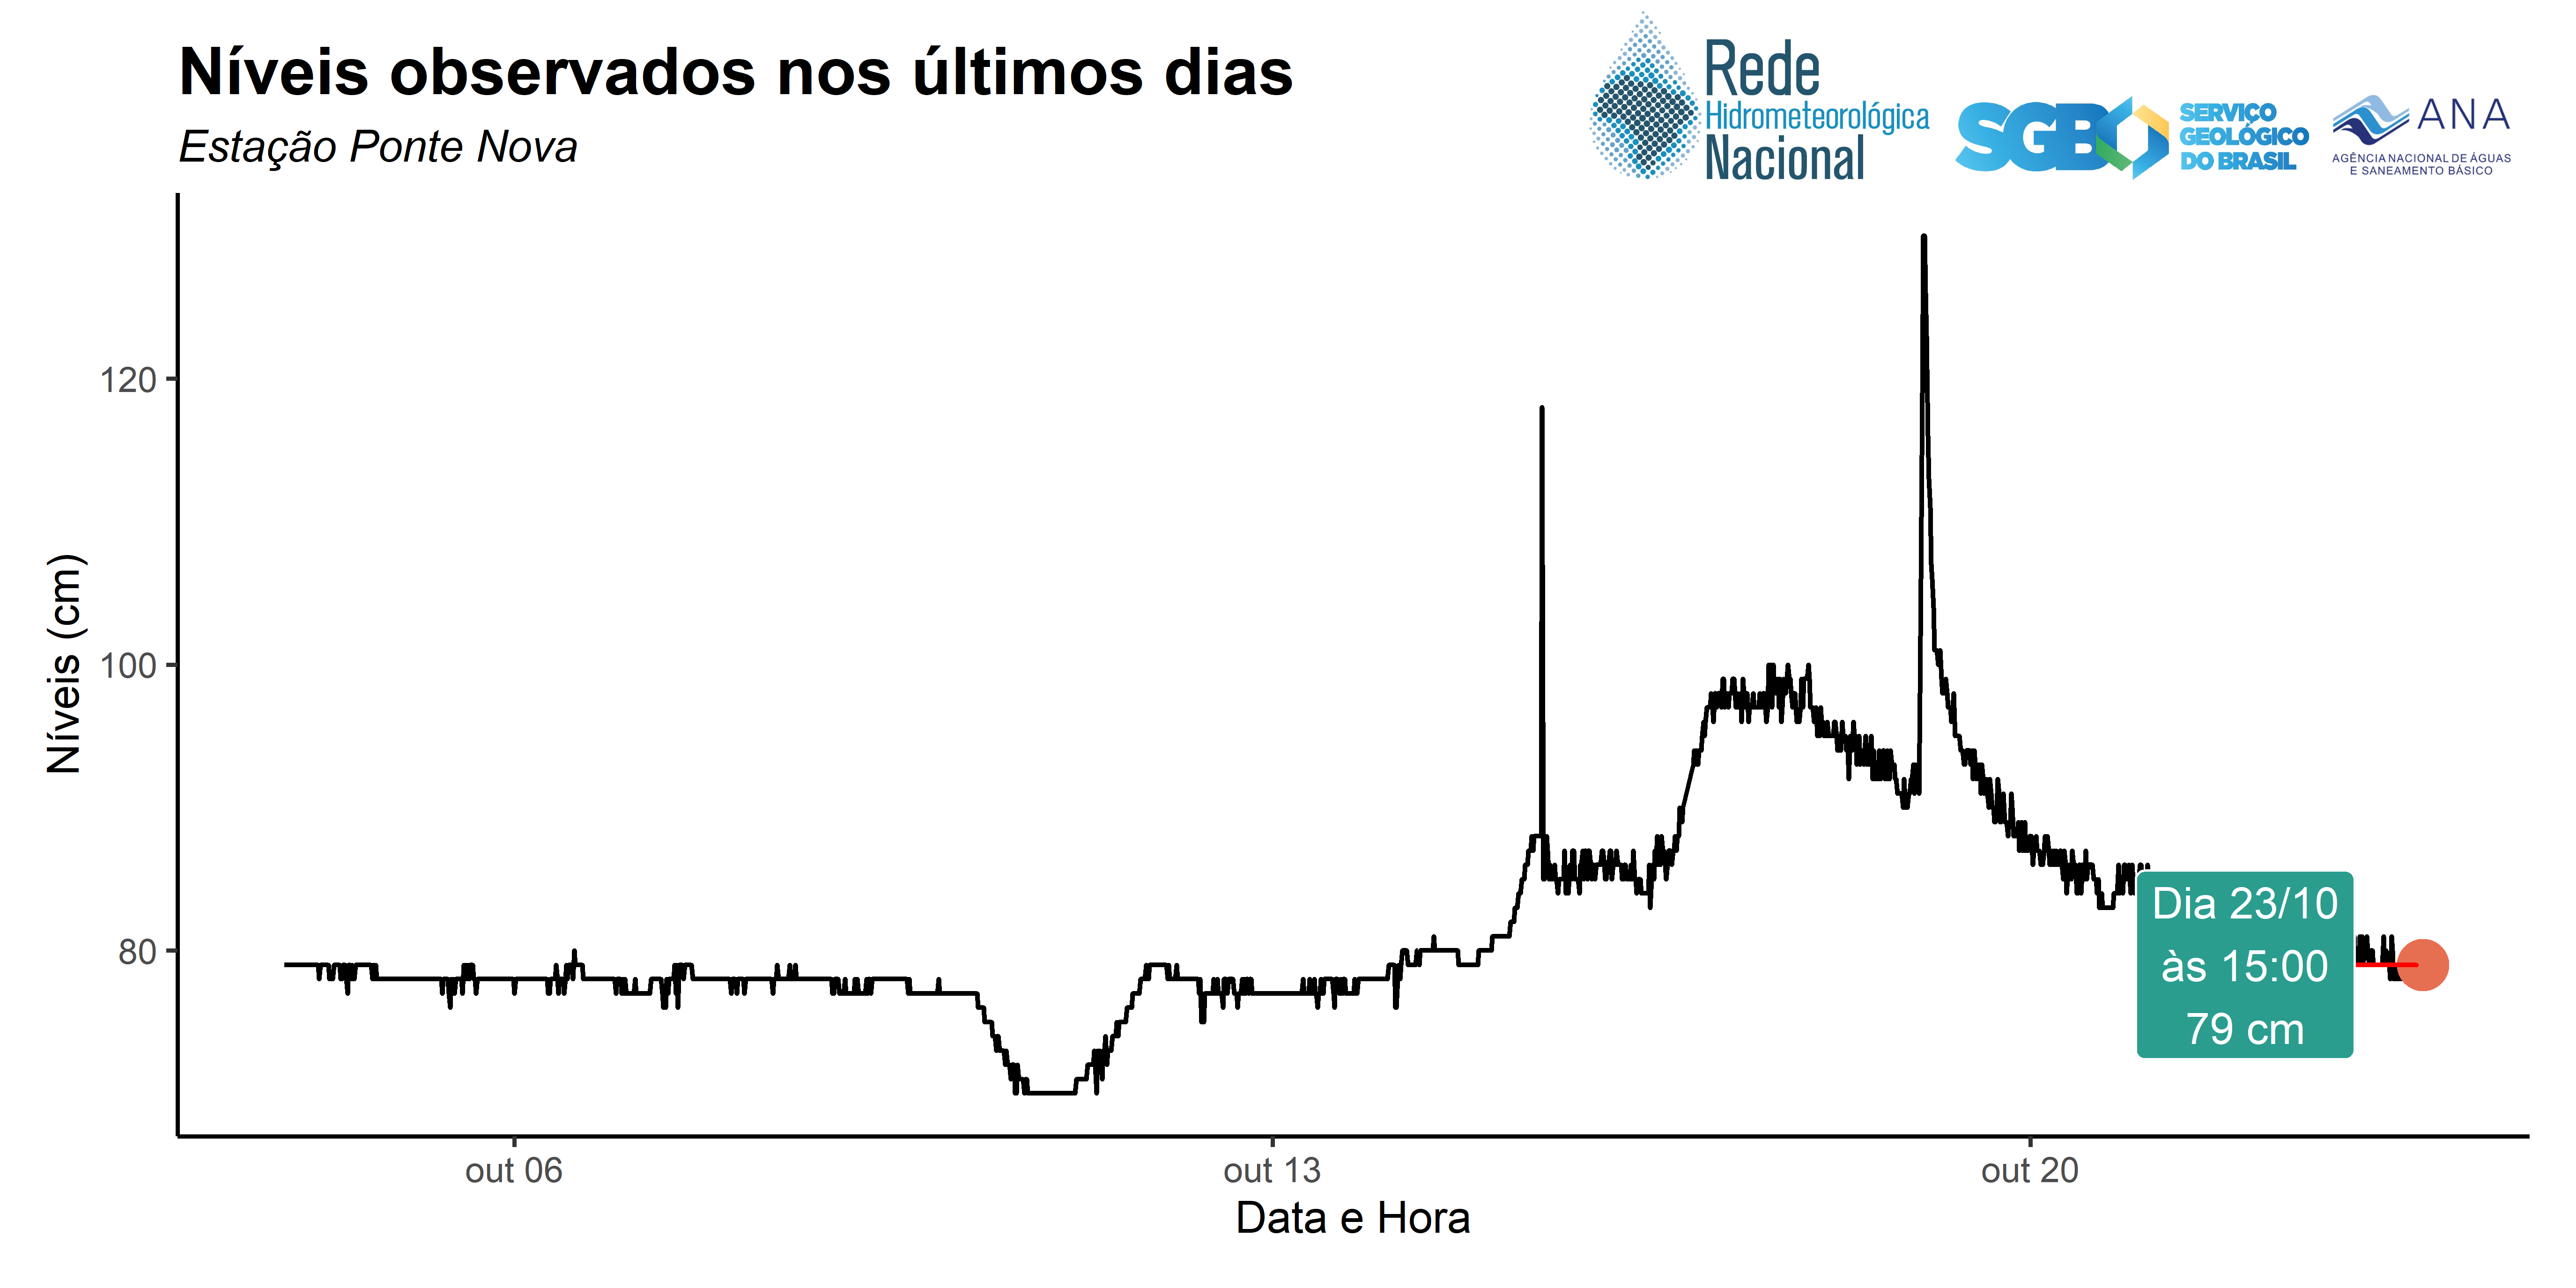 Níveis observados nos últimos dias
Estação Ponte Nova
Rede
Hidrometeorológica
Nacional
SGB
SERVIÇO
GEOLÓGICO
DO BRASIL
ANA
AGÊNCIA NACIONAL DE ÁGUAS
E SANEAMENTO BÁSICO
Níveis (cm)
120
100
80
Dia 23/10
às 15:00
79 cm
out 06
out 13
out 20
Data e Hora